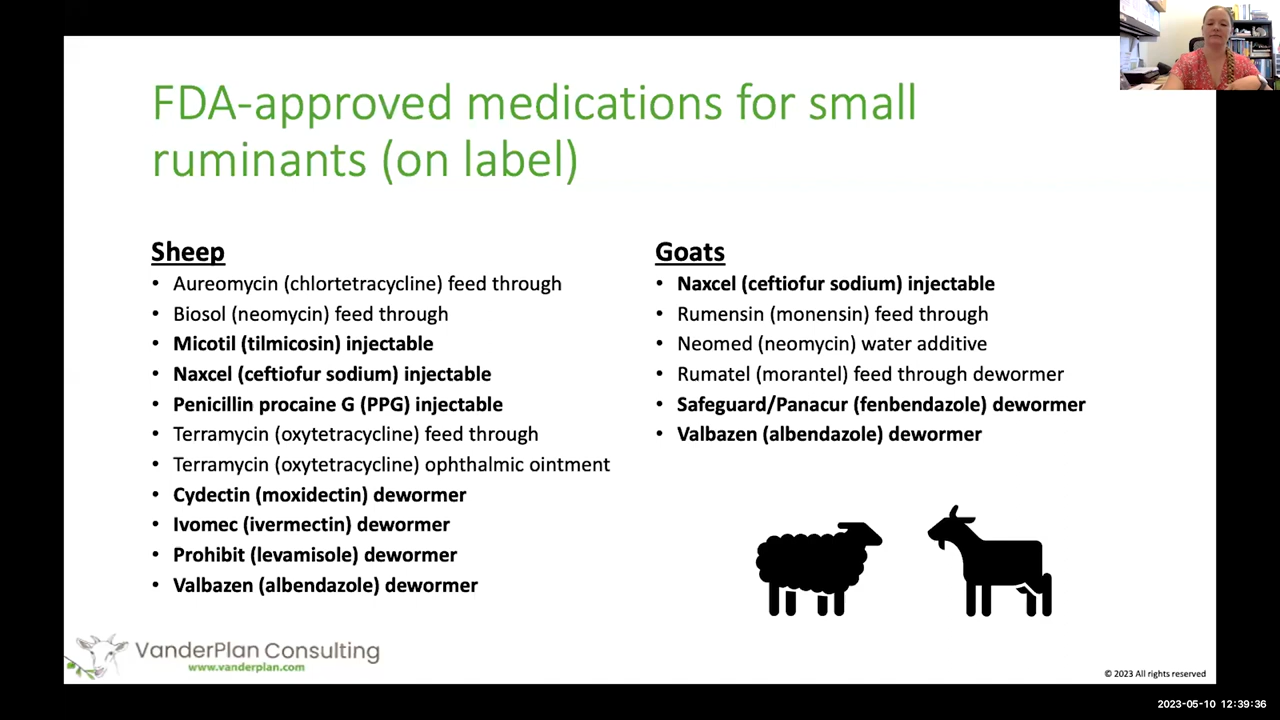 FDA-approved medications for small
ruminants (on label)
Sheep
• Aureomycin (chlortetracycline) feed through
• Biosol (neomycin) feed through
• Micotil (tilmicosin) injectable
• Naxcel (ceftiofur sodium) injectable
• Penicillin procaine G (PPG) injectable
• Terramycin (oxytetracycline) feed through
• Terramycin (oxytetracycline) ophthalmic ointment
• Cydectin (moxidectin) dewormer
• Ivomec (ivermectin) dewormer
• Prohibit (levamisole) dewormer
• Valbazen (albendazole) dewormer
Goats
• Naxcel (ceftiofur sodium) injectable
• Rumensin (monensin) feed through
• Neomed (neomycin) water additive
• Rumatel (morantel) feed through dewormer
• Safeguard/Panacur (fenbendazole) dewormer
• Valbazen (albendazole) dewormer
VanderPlan Consulting
www.vanderplan.com
© 2023 All rights reserved
2023-05-10 12:39:36